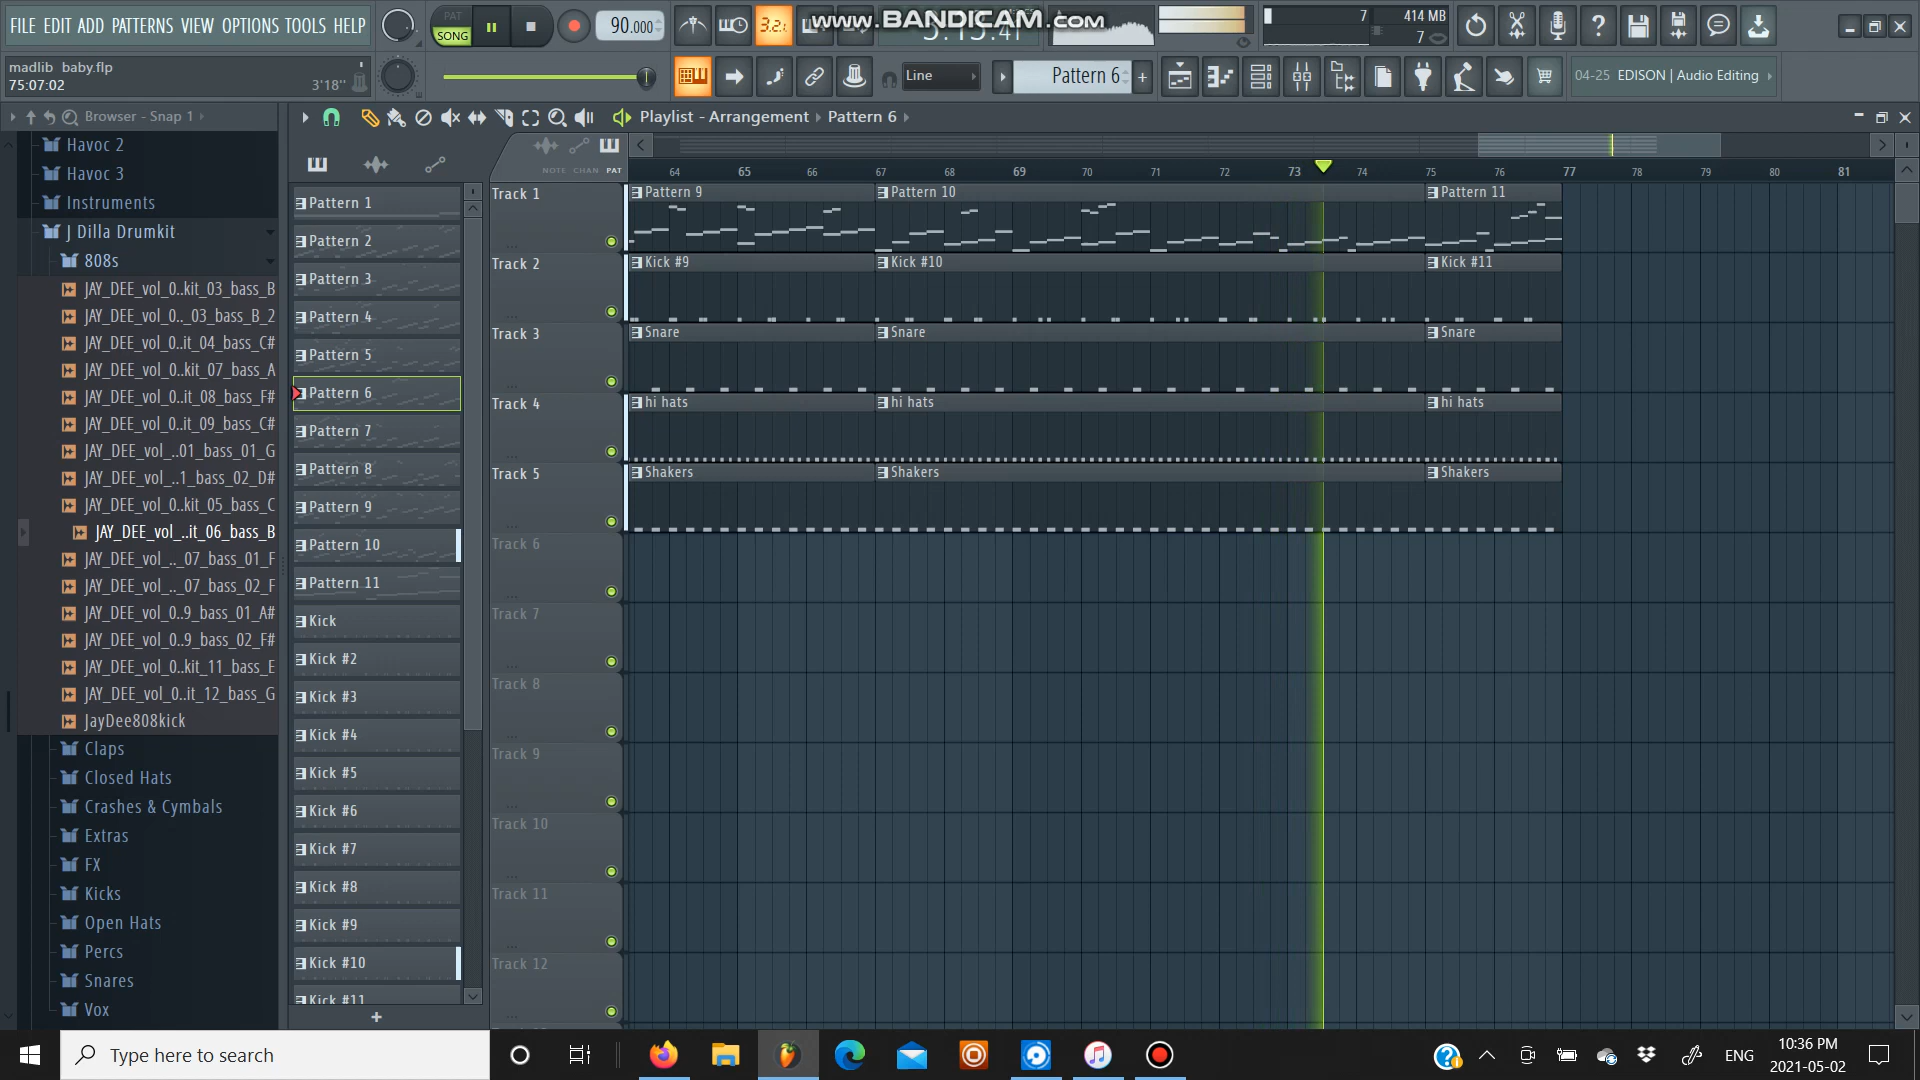 FILE EDIT ADD PATTERNS VIEW OPTIONS TOOLS HELP
PAT
SONG
90.000
3.2.
www.BANDICAM.com
7
414 MB
7
madlib baby.flp
75:07:02
3'18"
Line
Pattern 6
+
04-25 EDISON | Audio Editing
Browser - Snap 1
Playlist - Arrangement
Pattern 6
NOTE CHAN PAT
64 65 66 67 68 69 70 71 72 73 74 75 76 77 78 79 80 81
Havoc 2
Havoc 3
Instruments
J Dilla Drumkit
808s
JAY_DEE_vol_0..kit_03_bass_B
JAY_DEE_vol_0.._03_bass_B_2
JAY_DEE_vol_0..it_04_bass_C#
JAY_DEE_vol_0..kit_07_bass_A
JAY_DEE_vol_0..it_08_bass_F#
JAY_DEE_vol_0..it_09_bass_C#
JAY_DEE_vol_..01_bass_01_G
JAY_DEE_vol_..1_bass_02_D#
JAY_DEE_vol_0..kit_05_bass_C
JAY_DEE_vol_..it_06_bass_B
JAY_DEE_vol_.._07_bass_01_F
JAY_DEE_vol_.._07_bass_02_F
JAY_DEE_vol_0..9_bass_01_A#
JAY_DEE_vol_0..9_bass_02_F#
JAY_DEE_vol_0..kit_11_bass_E
JAY_DEE_vol_0..it_12_bass_G
JayDee808kick
Claps
Closed Hats
Crashes & Cymbals
Extras
FX
Kicks
Open Hats
Percs
Snares
Vox
Pattern 1
Pattern 2
Pattern 3
Pattern 4
Pattern 5
Pattern 6
Pattern 7
Pattern 8
Pattern 9
Pattern 10
Pattern 11
Kick
Kick #2
Kick #3
Kick #4
Kick #5
Kick #6
Kick #7
Kick #8
Kick #9
Kick #10
Kick #11
+
Track 1
Pattern 9
Pattern 10
Pattern 11
Track 2
Kick #9
Kick #10
Kick #11
Track 3
Snare
Snare
Snare
Track 4
hi hats
hi hats
hi hats
Track 5
Shakers
Shakers
Shakers
Track 6
Track 7
Track 8
Track 9
Track 10
Track 11
Track 12
Type here to search
ENG
10:36 PM
2021-05-02